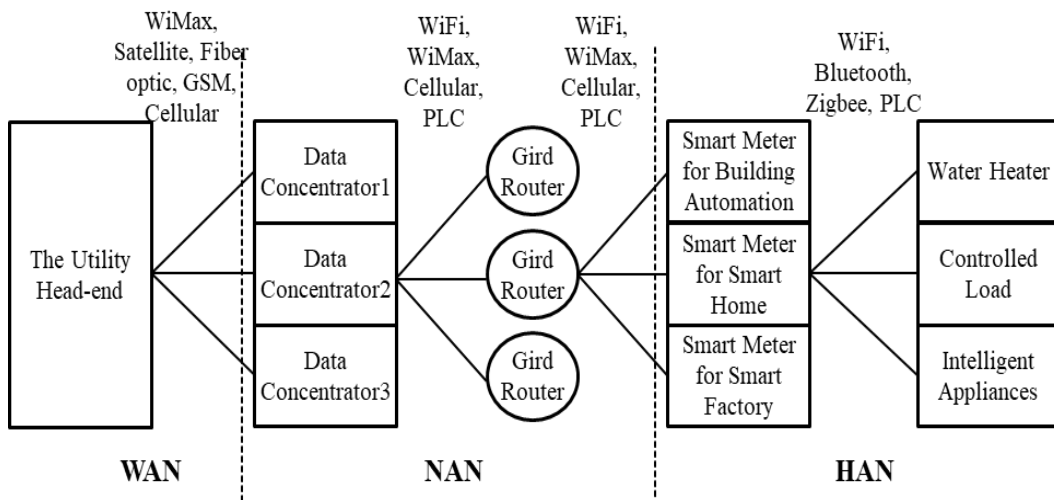 WiMax,
Satellite, Fiber
optic, GSM,
Cellular
WiFi,
WiMax,
Cellular,
PLC
WiFi,
WiMax,
Cellular,
PLC
WiFi,
Bluetooth,
Zigbee, PLC
The Utility
Head-end
Data
Concentrator1
Data
Concentrator2
Data
Concentrator3
Gird
Router
Gird
Router
Gird
Router
Smart Meter
for Building
Automation
Smart Meter
for Smart
Home
Smart Meter
for Smart
Factory
Water Heater
Controlled
Load
Intelligent
Appliances
WAN
NAN
HAN